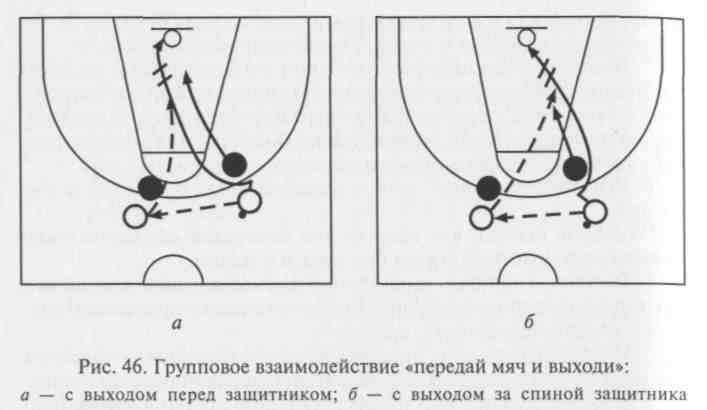 а
б
Рис. 46. Групповое взаимодействие «передай мяч и выходи»:
а — с выходом перед защитником; б — с выходом за спиной защитника